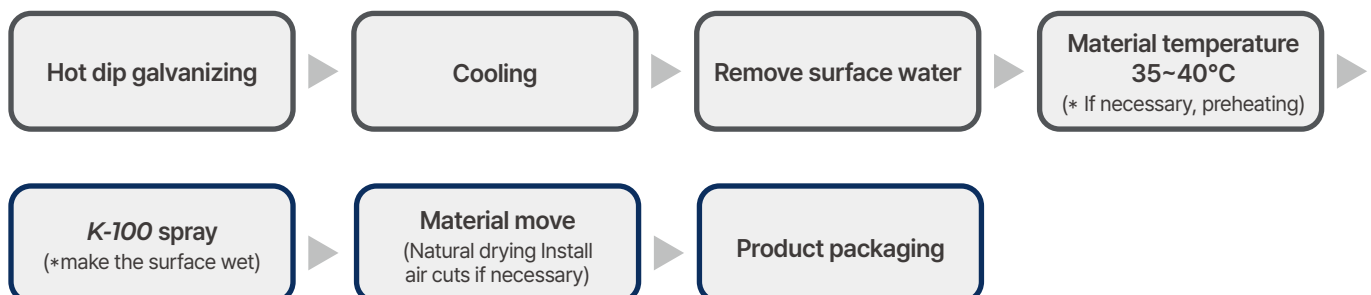 Hot dip galvanizing
Cooling
Remove surface water
Material temperature
35~40°C
(* If necessary, preheating)
K-100 spray
(*make the surface wet)
Material move
(Natural drying Install
air cuts if necessary)
Product packaging